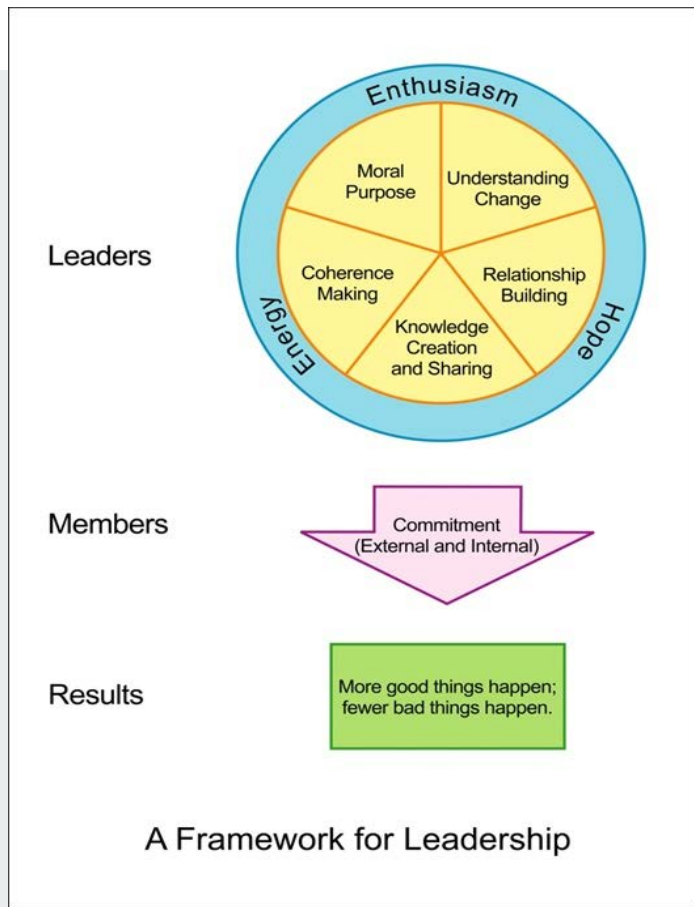 Enthusiasm
Moral
Purpose
Understanding
Change
Leaders
Coherence
Making
Relationship
Building
Knowledge
Creation
and Sharing
Energy
Hope
Members
Commitment
(External and Internal)
Results
More good things happen;
fewer bad things happen.
A Framework for Leadership